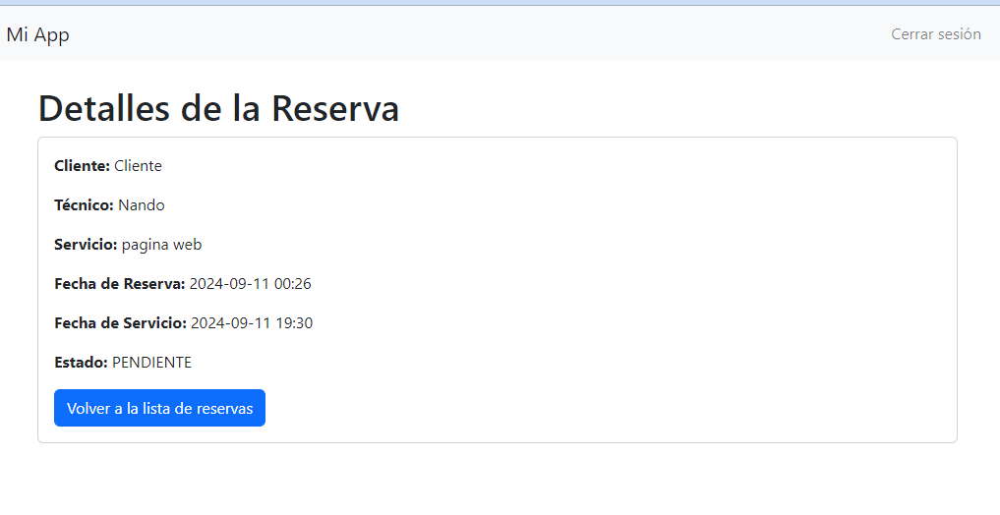 Mi App
Cerrar sesión
Detalles de la Reserva
Cliente: Cliente
Técnico: Nando
Servicio: pagina web
Fecha de Reserva: 2024-09-11 00:26
Fecha de Servicio: 2024-09-11 19:30
Estado: PENDIENTE
Volver a la lista de reservas